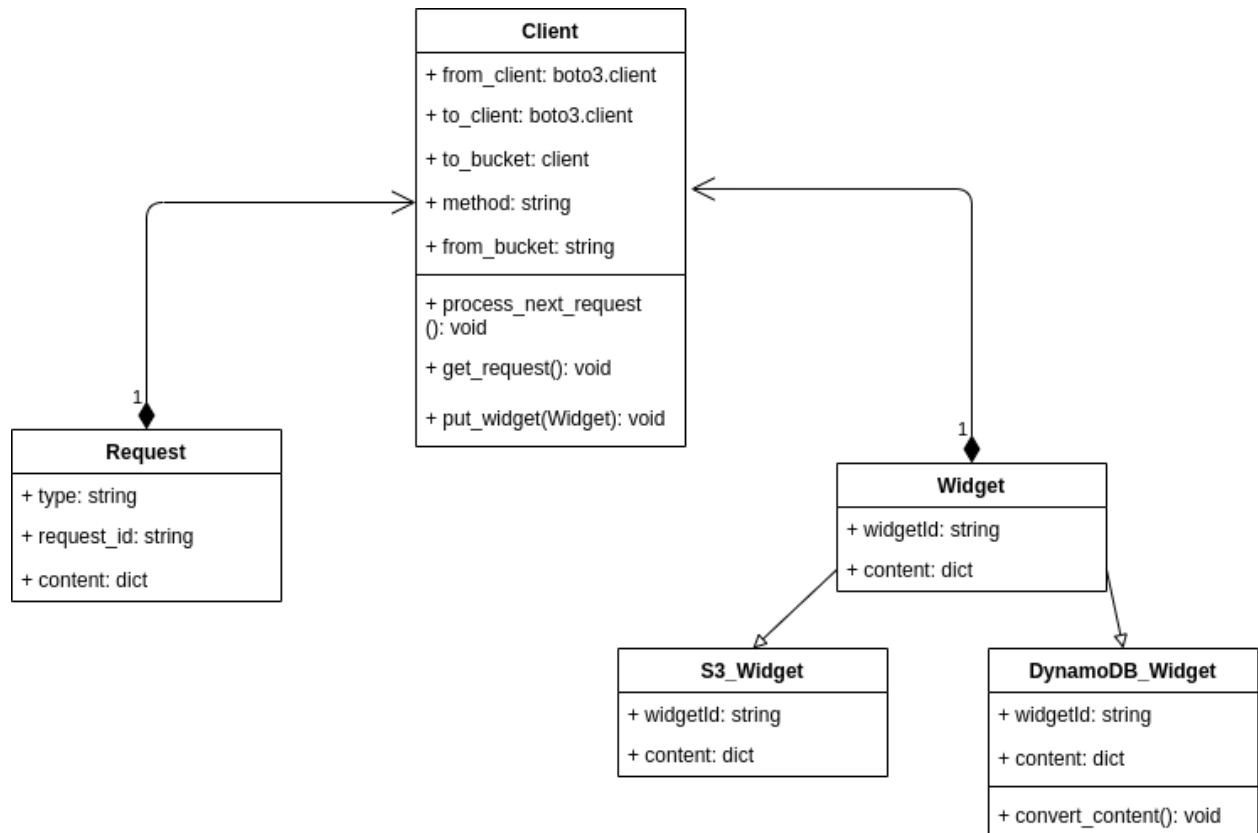 Client
+ from_client: boto3.client
+ to_client: boto3.client
+ to_bucket: client
+ method: string
+ from_bucket: string
+ process_next_request
(): void
+ get_request(): void
+ put_widget(Widget): void
1
Request
+ type: string
+ request_id: string
+ content: dict
1
Widget
+ widgetId: string
+ content: dict
S3_Widget
+ widgetId: string
+ content: dict
DynamoDB_Widget
+ widgetId: string
+ content: dict
+ convert_content(): void